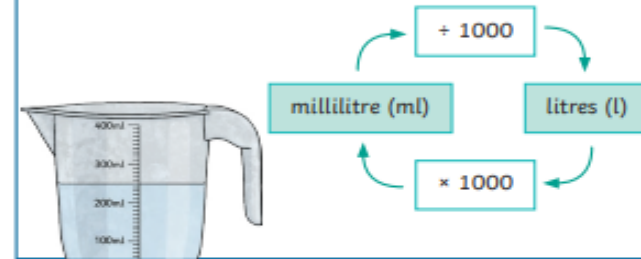 ÷ 1000
millilitre (ml)
litres (l)
× 1000
400ml
300ml
200ml
100ml